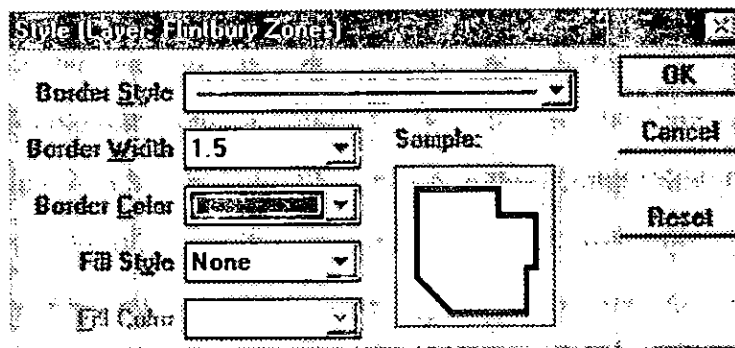 Style (Layer: Flintbury Zones)
Border Style
OK
Border Width 1.5
Sample:
Cancel
Border Color
Reset
Fill Style None
Fill Color